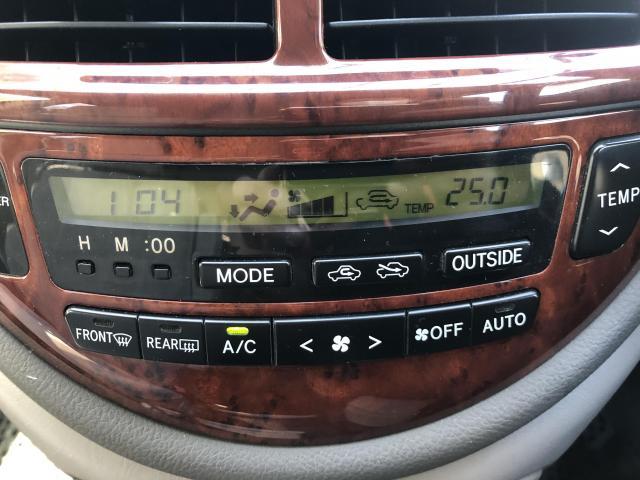 1:04 TEMP 25.0
TEMP
H M :00
MODE OUTSIDE
FRONT REAR A/C < > OFF AUTO